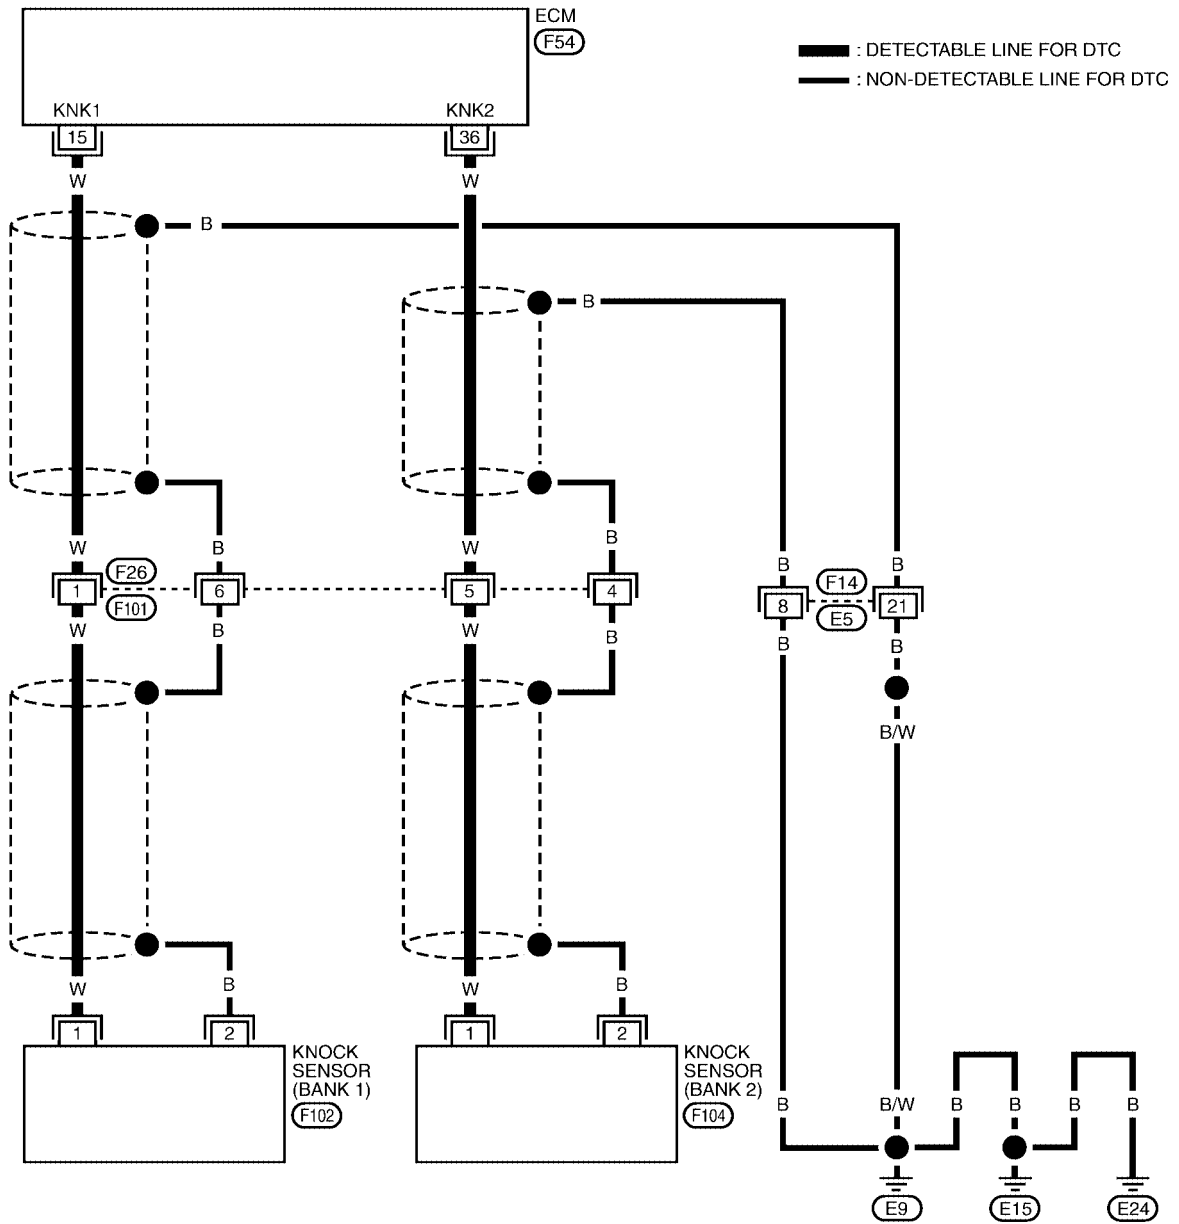 ECM
F54
: DETECTABLE LINE FOR DTC
: NON-DETECTABLE LINE FOR DTC
KNK1
KNK2
15
36
W
W
B
B
W
B
W
B
B
B
F26
F14
1
6
5
4
8
21
F101
E5
W
B
W
B
B
B
B/W
W
B
W
B
1
2
1
2
KNOCK
SENSOR
(BANK 1)
F102
KNOCK
SENSOR
(BANK 2)
F104
B
B/W
B
B
B
B
E9
E15
E24